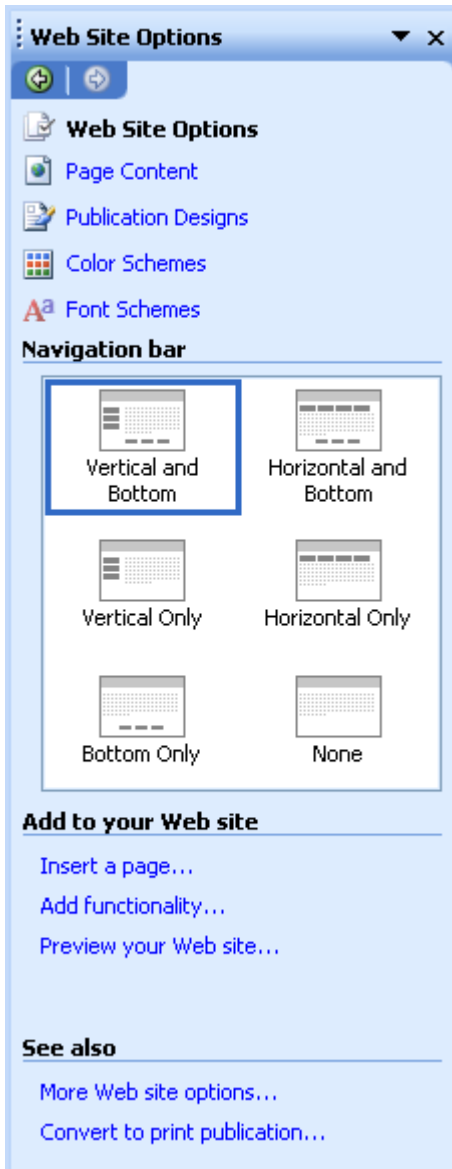 Web Site Options
Web Site Options
Page Content
Publication Designs
Color Schemes
Aa Font Schemes
Navigation bar
Vertical and Bottom
Horizontal and Bottom
Vertical Only
Horizontal Only
Bottom Only
None
Add to your Web site
Insert a page...
Add functionality...
Preview your Web site...
See also
More Web site options...
Convert to print publication...